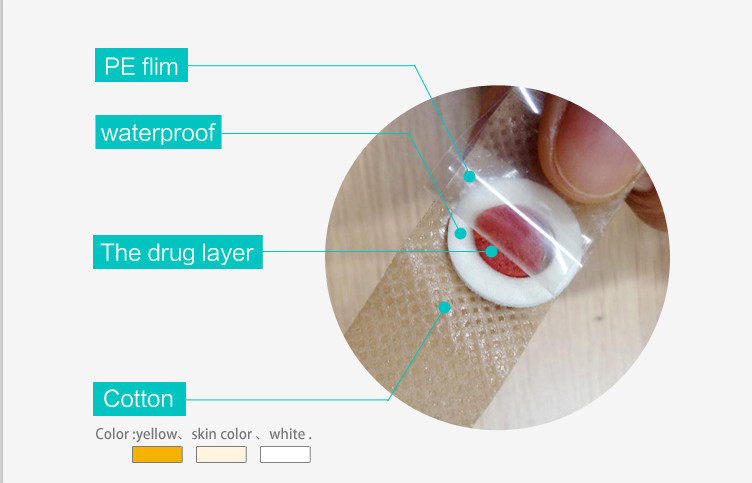 PE flim
waterproof
The drug layer
Cotton
Color :yellow、skin color 、white .